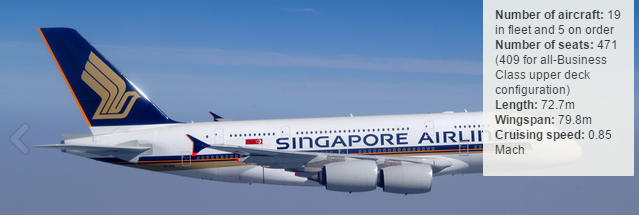 Number of aircraft: 19
in fleet and 5 on order
Number of seats: 471
(409 for all-Business
Class upper deck
configuration)
Length: 72.7m
Wingspan: 79.8m
Cruising speed: 0.85
Mach
SINGAPORE AIRLIN